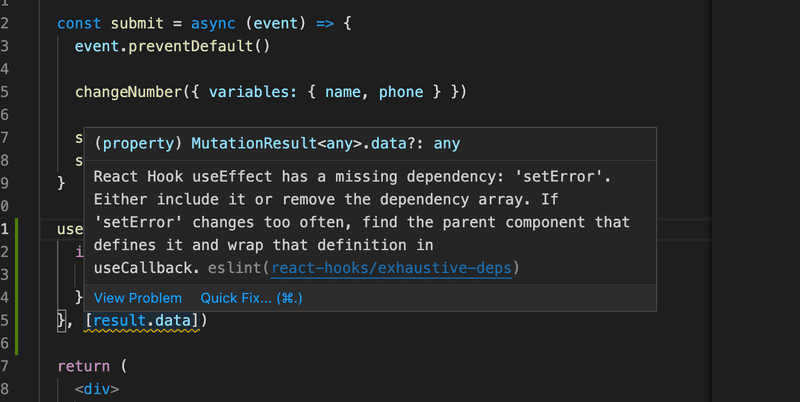 2 const submit = async (event) => {
3 event.preventDefault()
4
5 changeNumber({ variables: { name, phone } })
6
7 s
(property) MutationResult<any>.data?: any
8 s
9 }
React Hook useEffect has a missing dependency: 'setError'.
Either include it or remove the dependency array. If
'setError' changes too often, find the parent component that
defines it and wrap that definition in
useCallback. eslint(react-hooks/exhaustive-deps)
View Problem Quick Fix... (⌘.)
0
1 use
2 i
3
4 }
5 }, [result.data])
6
7 return (
8 <div>